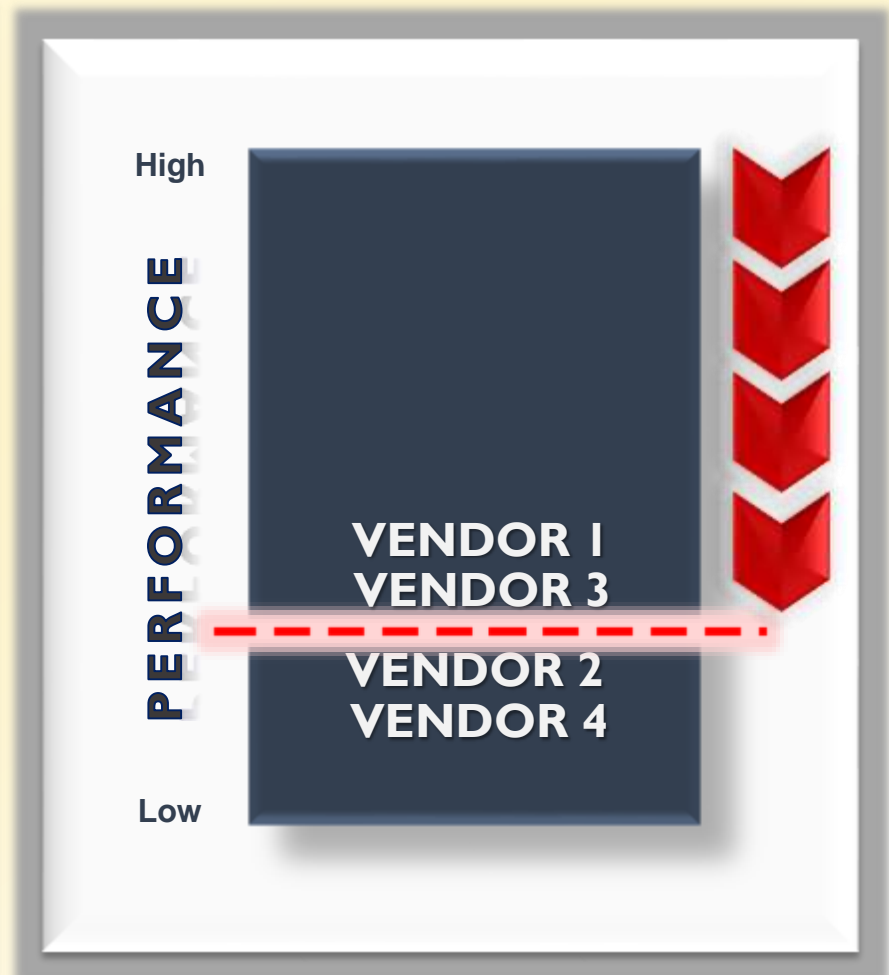 High
PERFORMANCE
VENDOR 1
VENDOR 3
VENDOR 2
VENDOR 4
Low